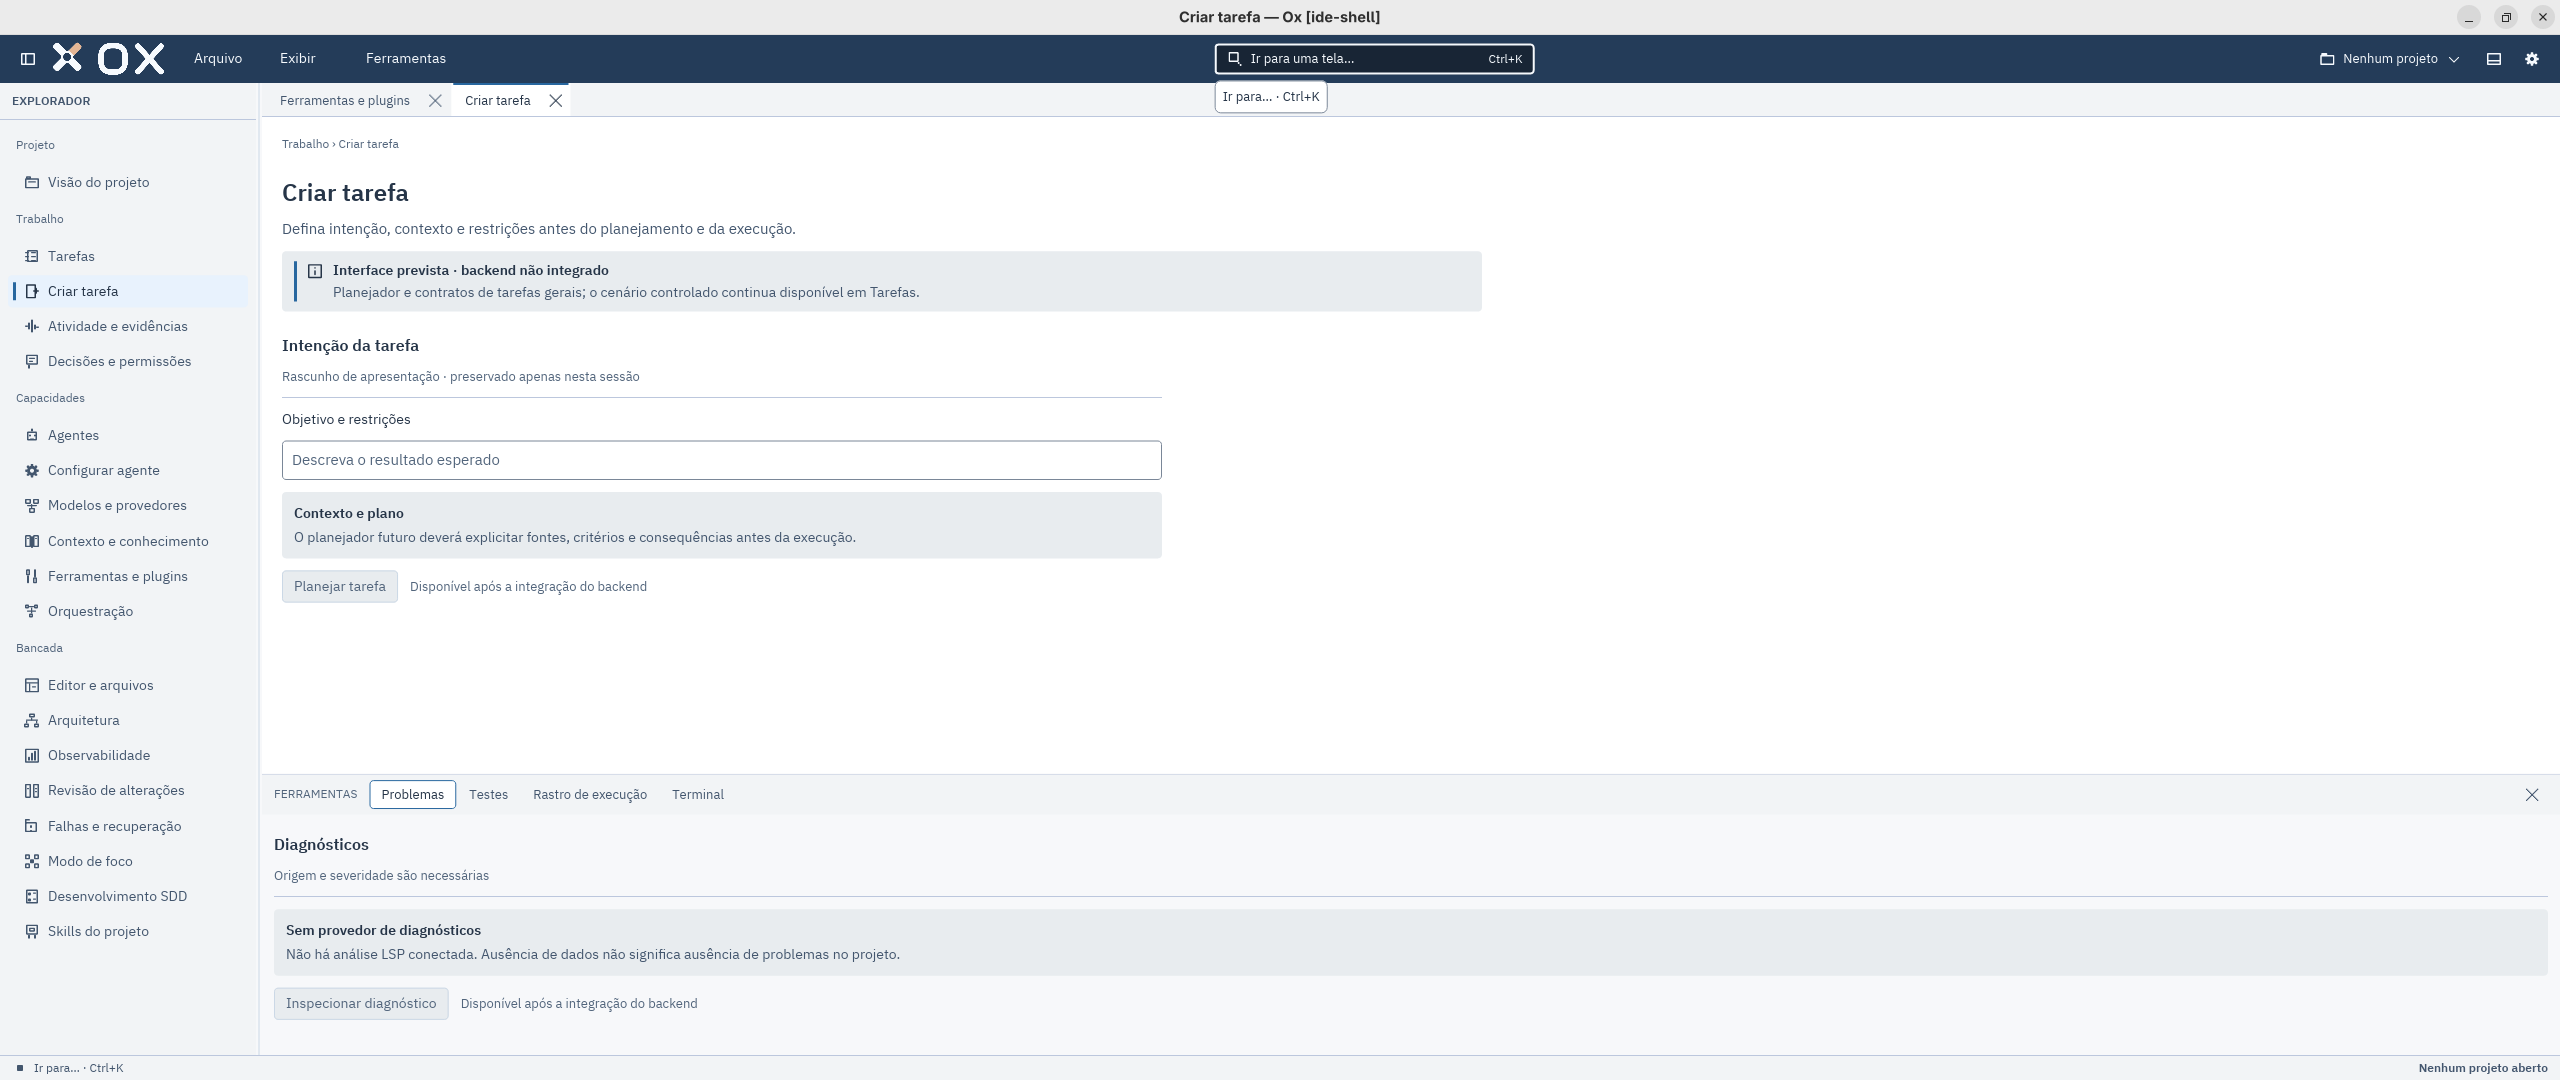 Criar tarefa — Ox [ide-shell]
OX
Arquivo
Exibir
Ferramentas
Ir para uma tela...
Ctrl+K
Nenhum projeto
EXPLORADOR
Ferramentas e plugins
Criar tarefa
Ir para... · Ctrl+K
Projeto
Visão do projeto
Trabalho
Tarefas
Criar tarefa
Atividade e evidências
Decisões e permissões
Capacidades
Agentes
Configurar agente
Modelos e provedores
Contexto e conhecimento
Ferramentas e plugins
Orquestração
Bancada
Editor e arquivos
Arquitetura
Observabilidade
Revisão de alterações
Falhas e recuperação
Modo de foco
Desenvolvimento SDD
Skills do projeto
Trabalho › Criar tarefa
Criar tarefa
Defina intenção, contexto e restrições antes do planejamento e da execução.
Interface prevista · backend não integrado
Planejador e contratos de tarefas gerais; o cenário controlado continua disponível em Tarefas.
Intenção da tarefa
Rascunho de apresentação · preservado apenas nesta sessão
Objetivo e restrições
Descreva o resultado esperado
Contexto e plano
O planejador futuro deverá explicitar fontes, critérios e consequências antes da execução.
Planejar tarefa
Disponível após a integração do backend
FERRAMENTAS
Problemas
Testes
Rastro de execução
Terminal
Diagnósticos
Origem e severidade são necessárias
Sem provedor de diagnósticos
Não há análise LSP conectada. Ausência de dados não significa ausência de problemas no projeto.
Inspecionar diagnóstico
Disponível após a integração do backend
Ir para... · Ctrl+K
Nenhum projeto aberto